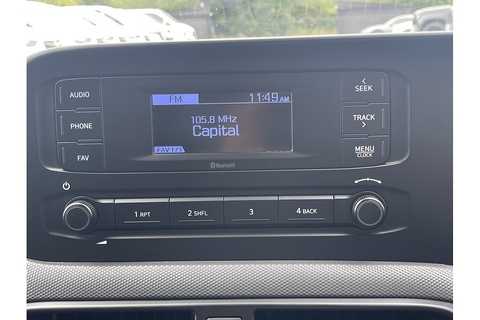 AUDIO
PHONE
FAV
FM 11:49 AM
105.8 MHz
Capital
FAV 1/3
Bluetooth
< SEEK
TRACK >
MENU
CLOCK
1 RPT
2 SHFL
3
4 BACK